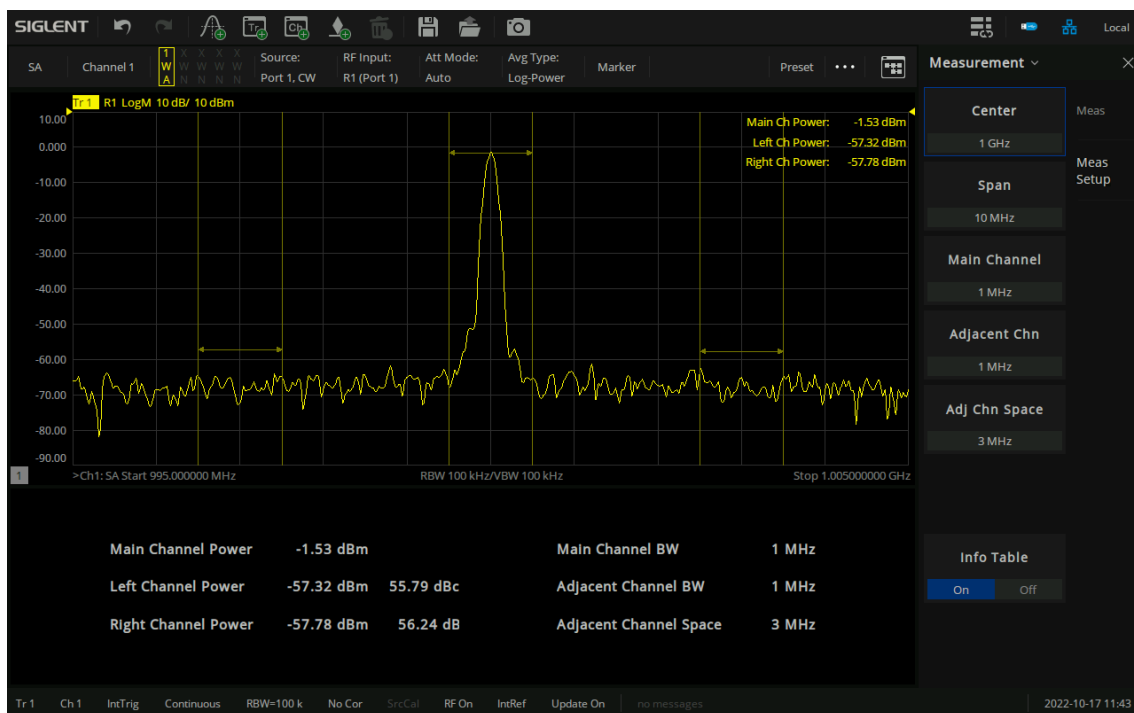 SIGLENT Tr Ch Local
SA Channel 1 1 X X X X Source: RF Input: Att Mode: Avg Type: Marker Preset ••• Measurement
W W W W W Port 1, CW R1 (Port 1) Auto Log-Power
A N N N N
Tr 1 R1 LogM 10 dB/ 10 dBm
10.00
0.000
-10.00
-20.00
-30.00
-40.00
-50.00
-60.00
-70.00
-80.00
-90.00
Main Ch Power: -1.53 dBm
Left Ch Power: -57.32 dBm
Right Ch Power: -57.78 dBm
1 >Ch1: SA Start 995.000000 MHz RBW 100 kHz/VBW 100 kHz Stop 1.005000000 GHz
Main Channel Power -1.53 dBm Main Channel BW 1 MHz
Left Channel Power -57.32 dBm 55.79 dBc Adjacent Channel BW 1 MHz
Right Channel Power -57.78 dBm 56.24 dB Adjacent Channel Space 3 MHz
Center
1 GHz
Span
10 MHz
Main Channel
1 MHz
Adjacent Chn
1 MHz
Adj Chn Space
3 MHz
Info Table
On Off
Meas
Meas
Setup
Tr 1 Ch 1 IntTrig Continuous RBW=100 k No Cor SrcCal RF On IntRef Update On no messages 2022-10-17 11:43